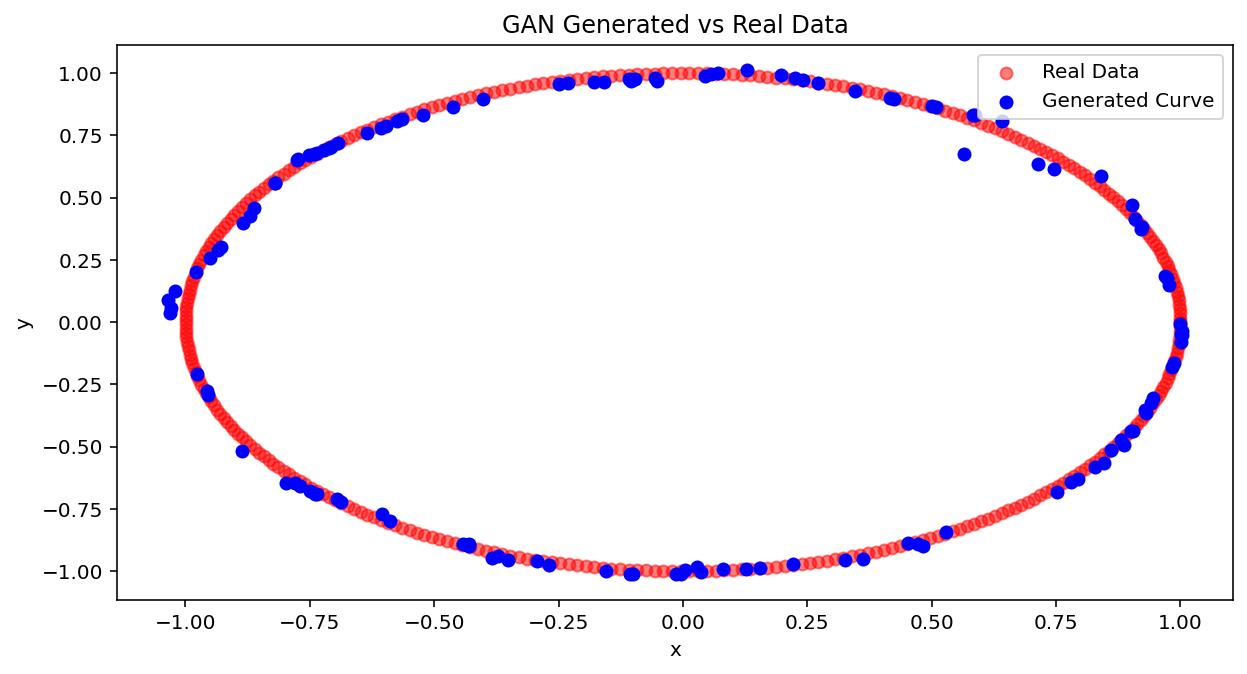 GAN Generated vs Real Data
Real Data
Generated Curve
1.00
0.75
0.50
0.25
0.00
−0.25
−0.50
−0.75
−1.00
y
−1.00 −0.75 −0.50 −0.25 0.00 0.25 0.50 0.75 1.00
x